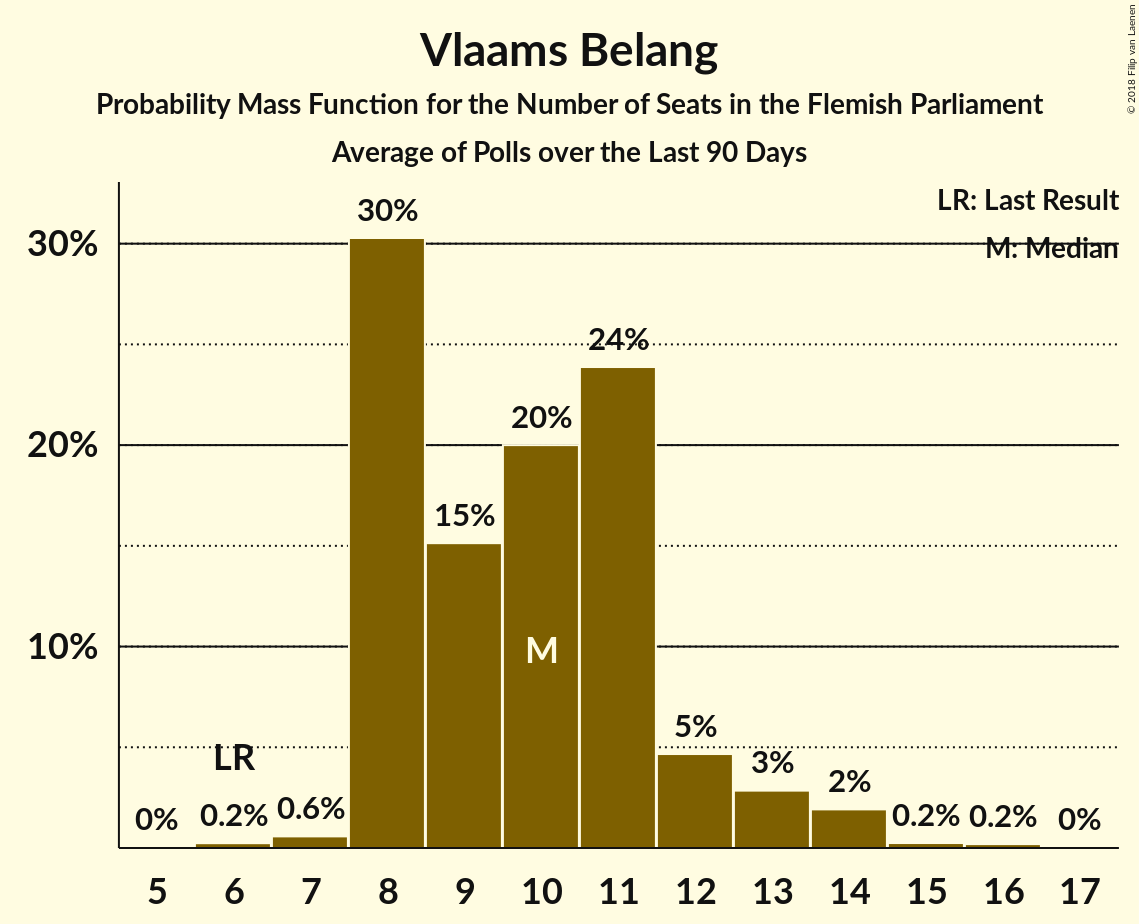 Vlaams Belang
Probability Mass Function for the Number of Seats in the Flemish Parliament
Average of Polls over the Last 90 Days
© 2018 Filip van Laenen
LR: Last Result
M: Median
30%
20%
10%
0%
0.2%
0.6%
30%
15%
20%
24%
5%
3%
2%
0.2%
0.2%
0%
LR
M
5 6 7 8 9 10 11 12 13 14 15 16 17